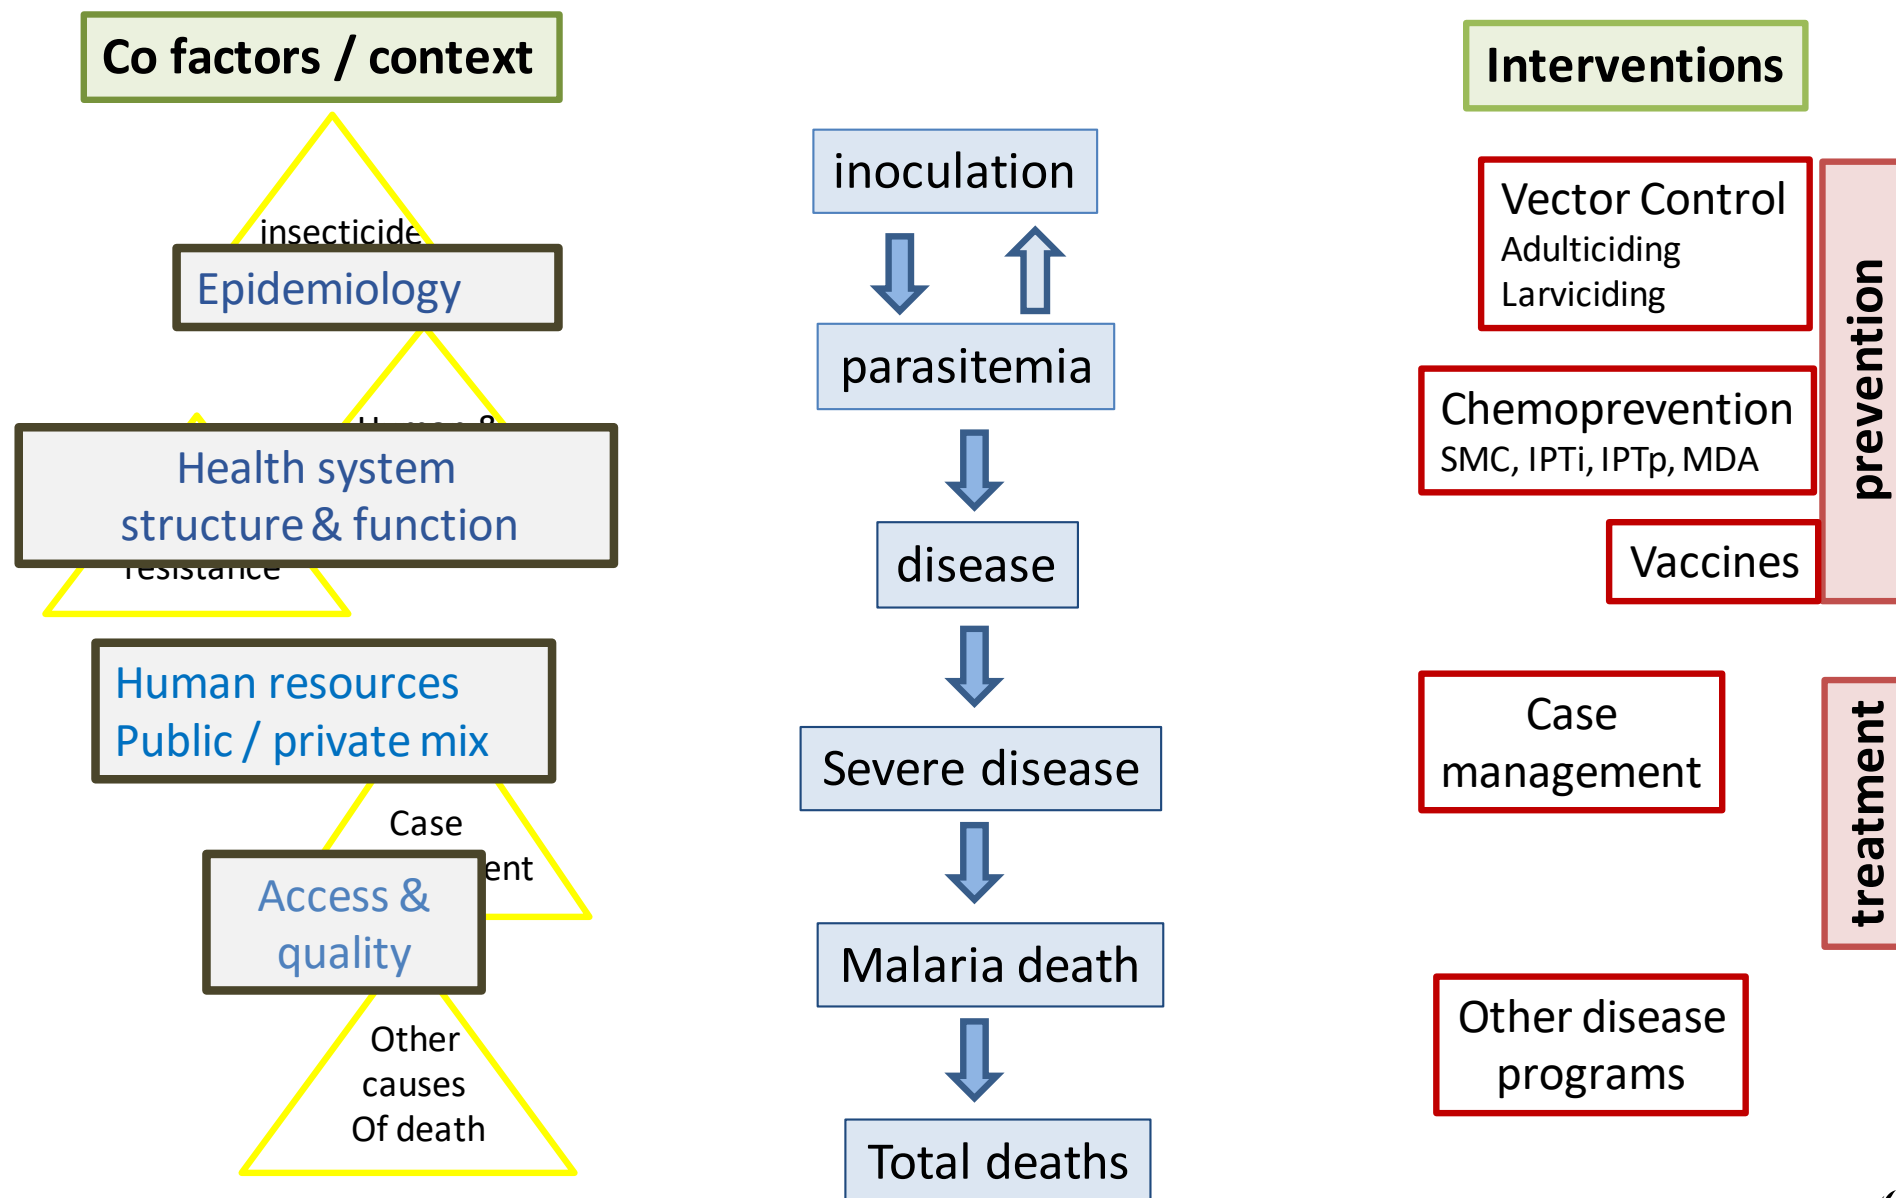 Co factors / context
insecticide
Epidemiology
Health system
structure & function
resistance
Human resources
Public / private mix
Case
ent
Access &
quality
Other
causes
Of death
inoculation
parasitemia
disease
Severe disease
Malaria death
Total deaths
Interventions
Vector Control
Adulticiding
Larviciding
Chemoprevention
SMC, IPTi, IPTp, MDA
Vaccines
prevention
Case
management
treatment
Other disease
programs